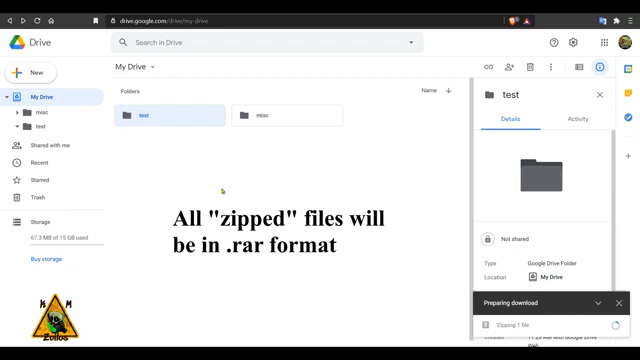 drive.google.com/drive/my-drive
Drive
Search in Drive
New
My Drive
misc
test
Shared with me
Recent
Starred
Trash
Storage
67.3 MB of 15 GB used
Buy storage
My Drive
Folders
Name
test
misc
All "zipped" files will
be in .rar format
K M
Zolios
test
Details
Activity
Not shared
Type
Google Drive Folder
Location
My Drive
Preparing download
Zipping 1 file
Web